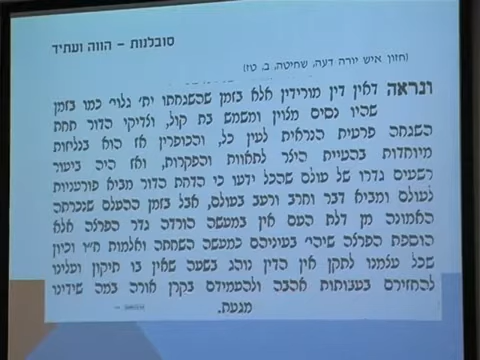 סובלנות – הווה ועתיד
(חזון איש יורה דעה, שחיטה, ב, טז)
ונראה דאין דין מורידין אלא בזמן שהשגחתו ית׳ גלוי׳ כמו בזמן
שהיו נסים מצוין ומשמש בת קול, וצדיקי הדור תחת
השגחה פרטית הנראית לעין כל, והכופרין אז הוא בנליזות
מיוחדת בהטיית היצר לתאוות והפקרות, ואז היה ביעור
רשעים גדרו של עולם שהכל ידעו כי הדחת הדור מביא פורעניות
לעולם ומביא דבר וחרב ורעב בעולם, אבל בזמן ההעלם שנכרתה
האמונה מן דלת העם אין במעשה הורדה גדר הפרצה אלא
הוספת הפרצה שיהי׳ בעיניהם כמעשה השחתה ואלמות ח״ו וכיון
שכל עצמנו לתקן אין הדין נוהג בשעה שאין בו תיקון ועלינו
להחזירם בעבותות אהבה ולהעמידם בקרן אורה במה שידינו
מגעת.